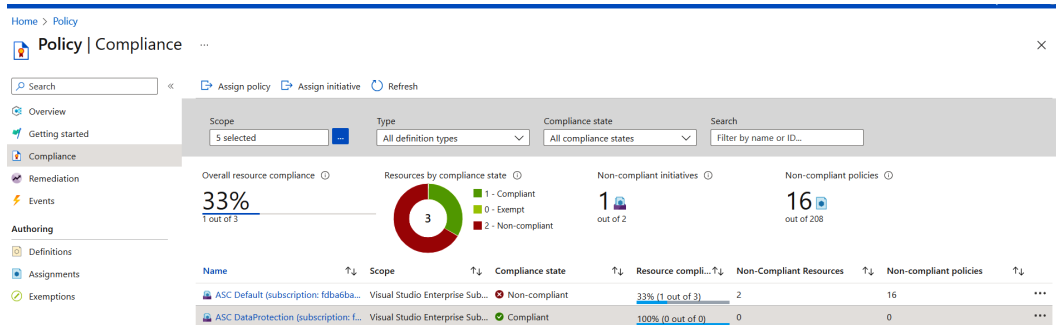 Home > Policy
Policy | Compliance ...
Search
«
Assign policy
Assign initiative
Refresh
Overview
Getting started
Compliance
Remediation
Events
Authoring
Definitions
Assignments
Exemptions
Scope
5 selected
...
Type
All definition types
Compliance state
All compliance states
Search
Filter by name or ID...
Overall resource compliance
33%
1 out of 3
Resources by compliance state
3
1 - Compliant
0 - Exempt
2 - Non-compliant
Non-compliant initiatives
1
out of 2
Non-compliant policies
16
out of 208
Name Scope Compliance state Resource compli... Non-Compliant Resources Non-compliant policies
ASC Default (subscription: fdba6ba... Visual Studio Enterprise Sub... Non-compliant 33% (1 out of 3) 2 16 ...
ASC DataProtection (subscription: f... Visual Studio Enterprise Sub... Compliant 100% (0 out of 0) 0 0 ...